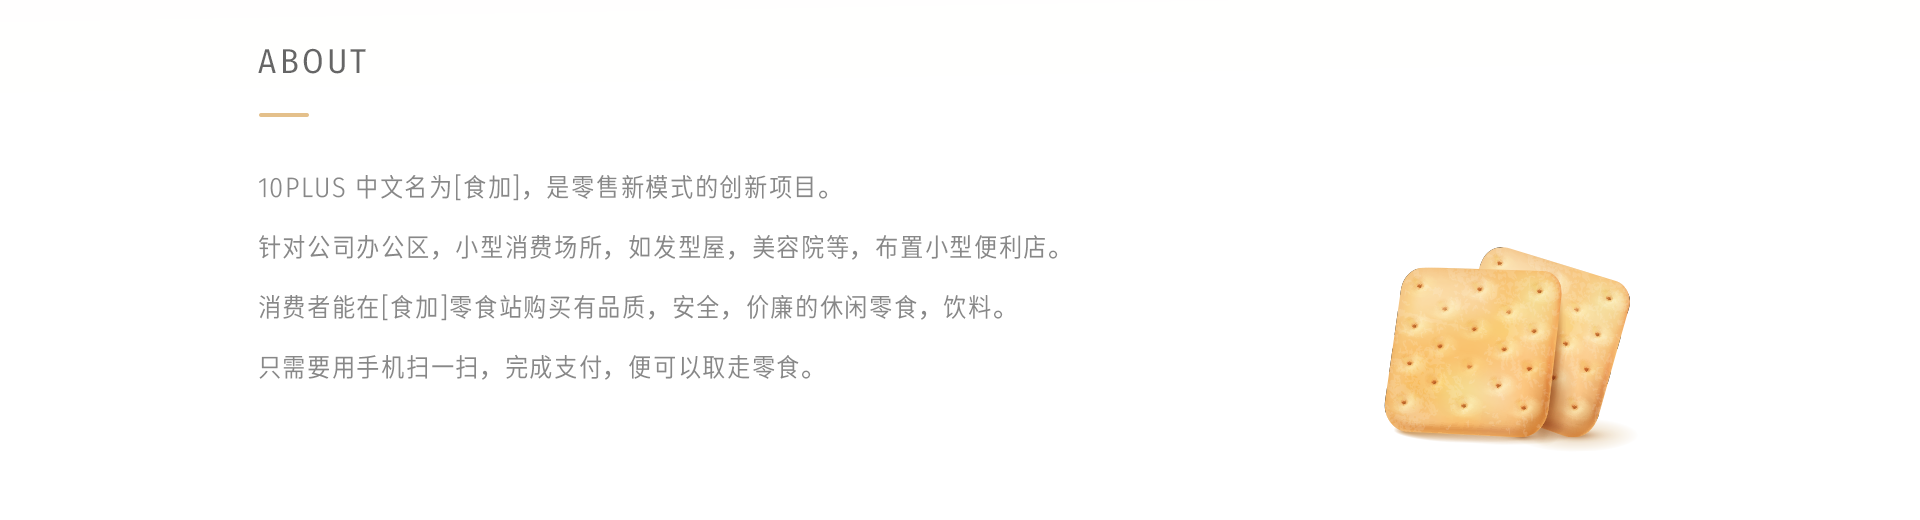 ABOUT
10PLUS 中文名为[食加]，是零售新模式的创新项目。
针对公司办公区，小型消费场所，如发型屋，美容院等，布置小型便利店。
消费者能在[食加]零食站购买有品质，安全，价廉的休闲零食，饮料。
只需要用手机扫一扫，完成支付，便可以取走零食。